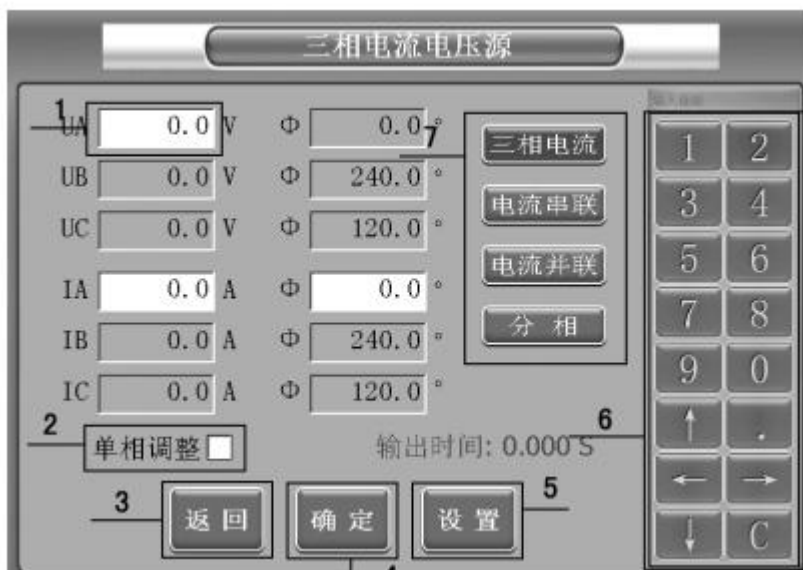 三相电流电压源
1
UA 0.0 V Φ 0.0 °
7
三相电流
1 2
UB 0.0 V Φ 240.0 °
电流串联
3 4
UC 0.0 V Φ 120.0 °
电流并联
5 6
IA 0.0 A Φ 0.0 °
分相
7 8
IB 0.0 A Φ 240.0 °
9 0
IC 0.0 A Φ 120.0 °
2
单相调整
输出时间: 0.000 S
6
↑ .
← →
3
返回
确定
设置
5
↓ C